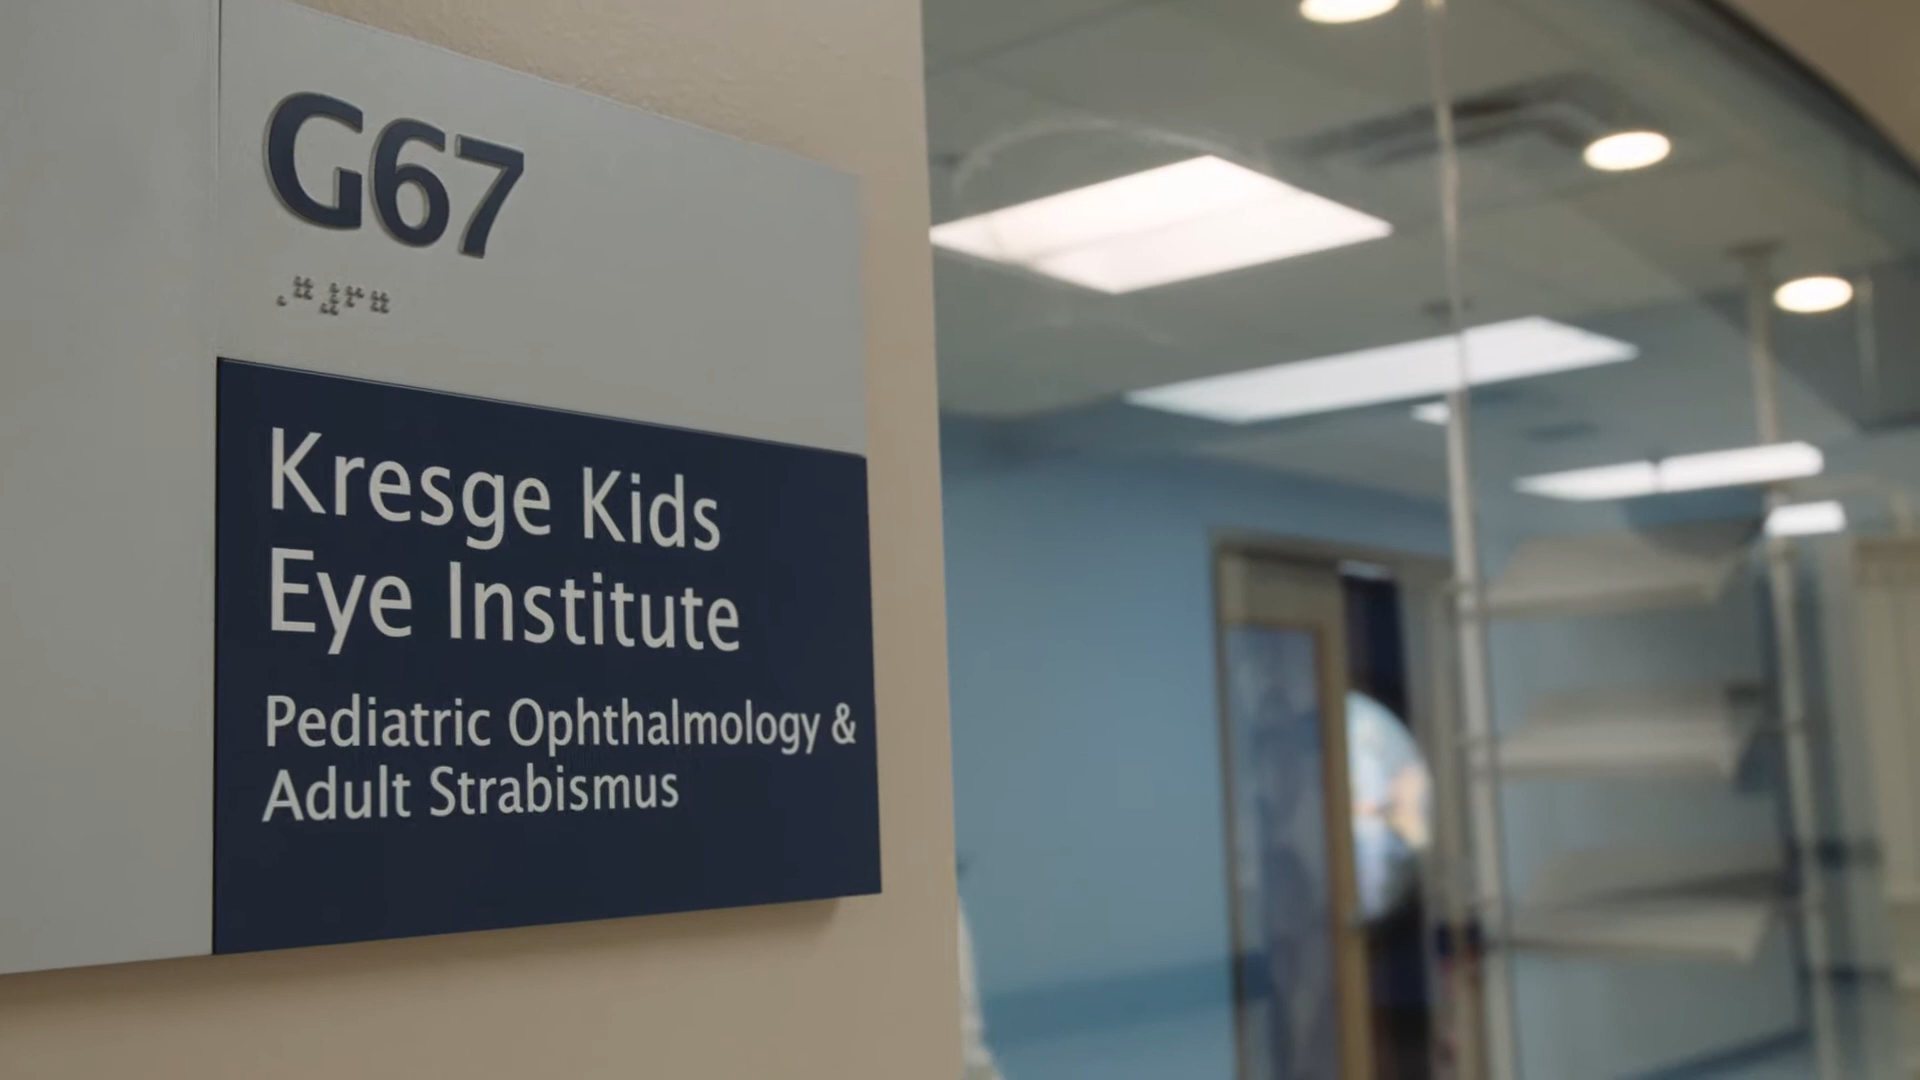 G67
Kresge Kids
Eye Institute
Pediatric Ophthalmology &
Adult Strabismus